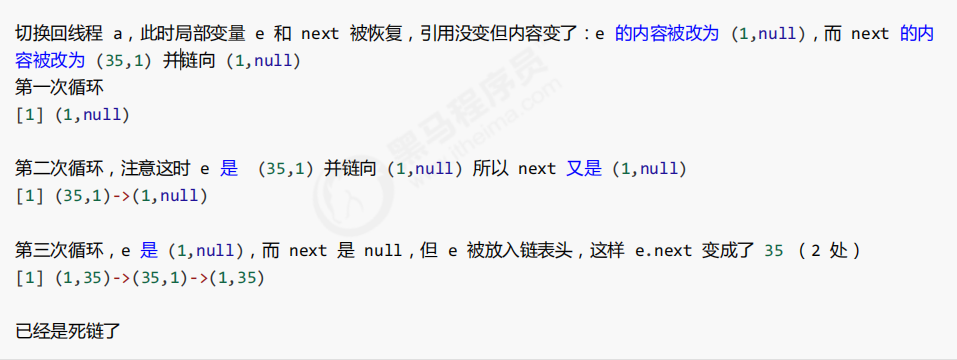 切换回线程 a，此时局部变量 e 和 next 被恢复，引用没变但内容变了：e 的内容被改为 (1,null)，而 next 的内
容被改为 (35,1) 并链向 (1,null)
第一次循环
[1] (1,null)
第二次循环，注意这时 e 是 (35,1) 并链向 (1,null) 所以 next 又是 (1,null)
[1] (35,1)->(1,null)
第三次循环，e 是 (1,null)，而 next 是 null，但 e 被放入链表头，这样 e.next 变成了 35 （2 处）
[1] (1,35)->(35,1)->(1,35)
已经是死链了
黑马程序员
www.itheima.com